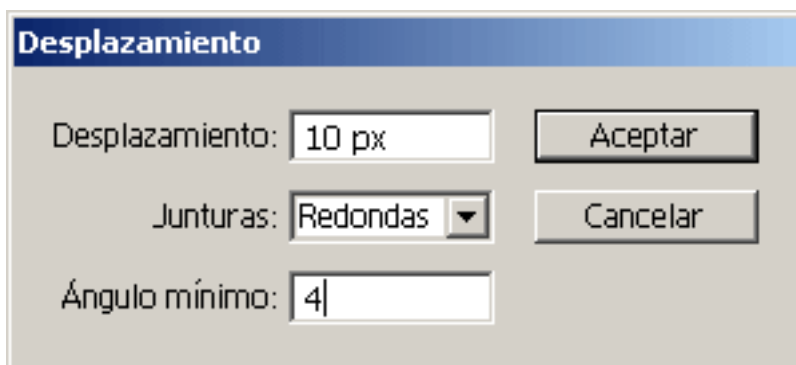 Desplazamiento
Desplazamiento: 10 px Aceptar
Junturas: Redondas Cancelar
Ángulo mínimo: 4